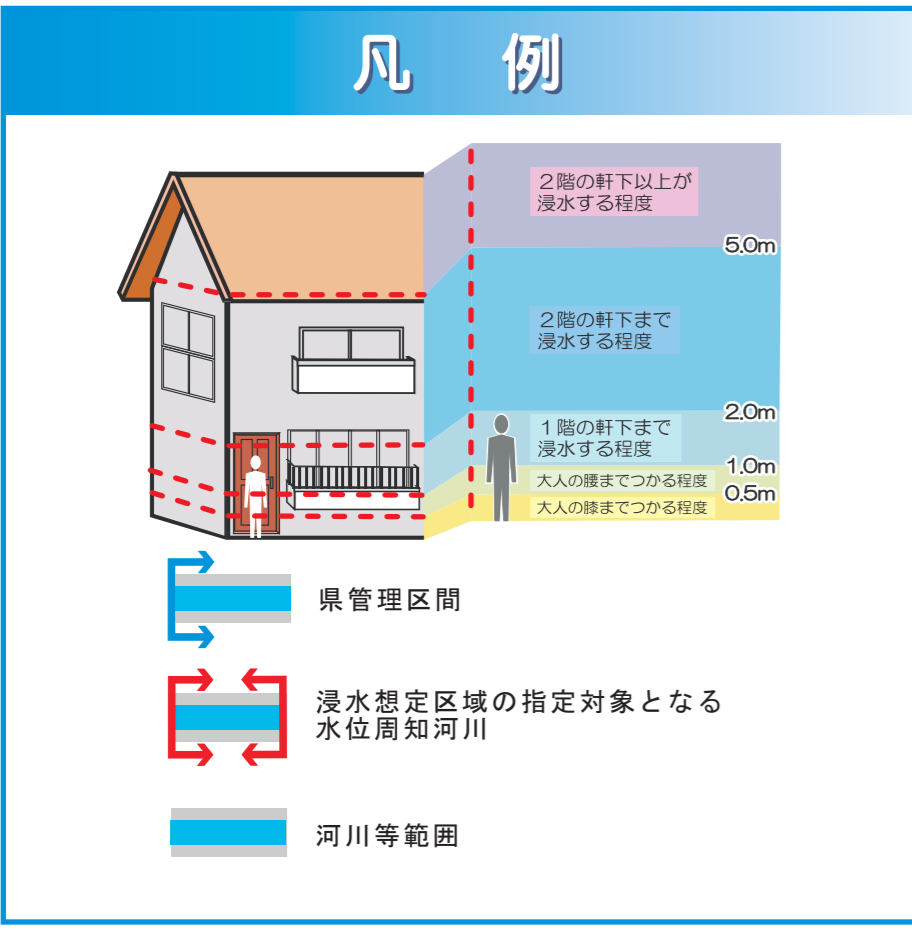 凡 例
2階の軒下以上が
浸水する程度
5.0m
2階の軒下まで
浸水する程度
2.0m
1階の軒下まで
浸水する程度
1.0m
大人の腰までつかる程度
0.5m
大人の膝までつかる程度
県管理区間
浸水想定区域の指定対象となる
水位周知河川
河川等範囲